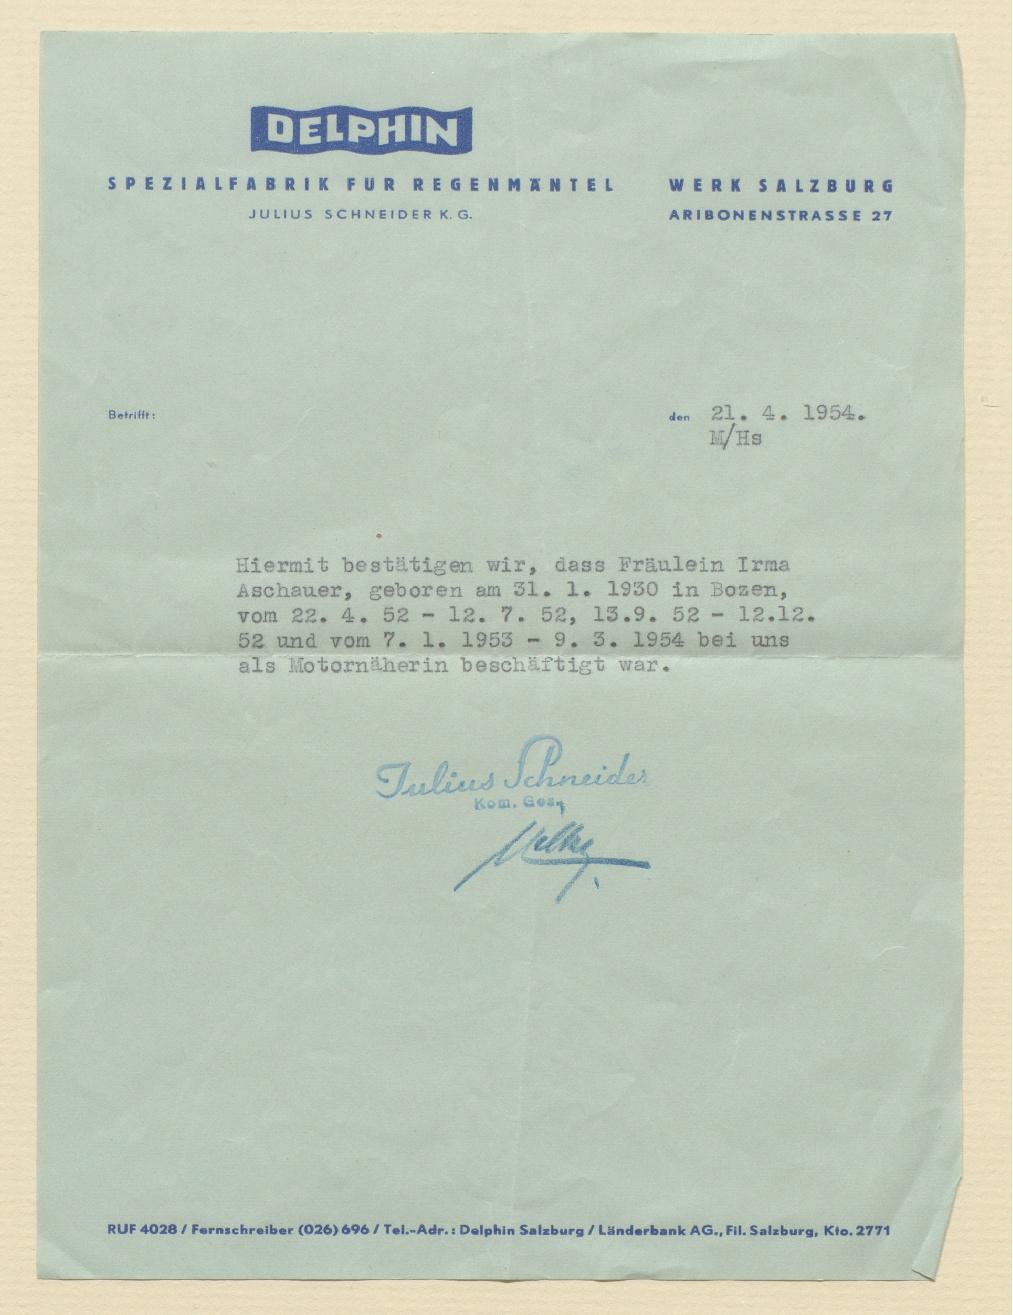 DELPHIN
SPEZIALFABRIK FÜR REGENMÄNTEL
JULIUS SCHNEIDER K. G.
WERK SALZBURG
ARIBONENSTRASSE 27
Betrifft:
den 21. 4. 1954.
M/Hs
Hiermit bestätigen wir, dass Fräulein Irma
Aschauer, geboren am 31. 1. 1930 in Bozen,
vom 22. 4. 52 - 12. 7. 52, 13.9. 52 - 12.12.
52 und vom 7. 1. 1953 - 9. 3. 1954 bei uns
als Motornäherin beschäftigt war.
Julius Schneider
Kom. Ges.
RUF 4028 / Fernschreiber (026) 696 / Tel.-Adr.: Delphin Salzburg / Länderbank AG., Fil. Salzburg, Kto. 2771